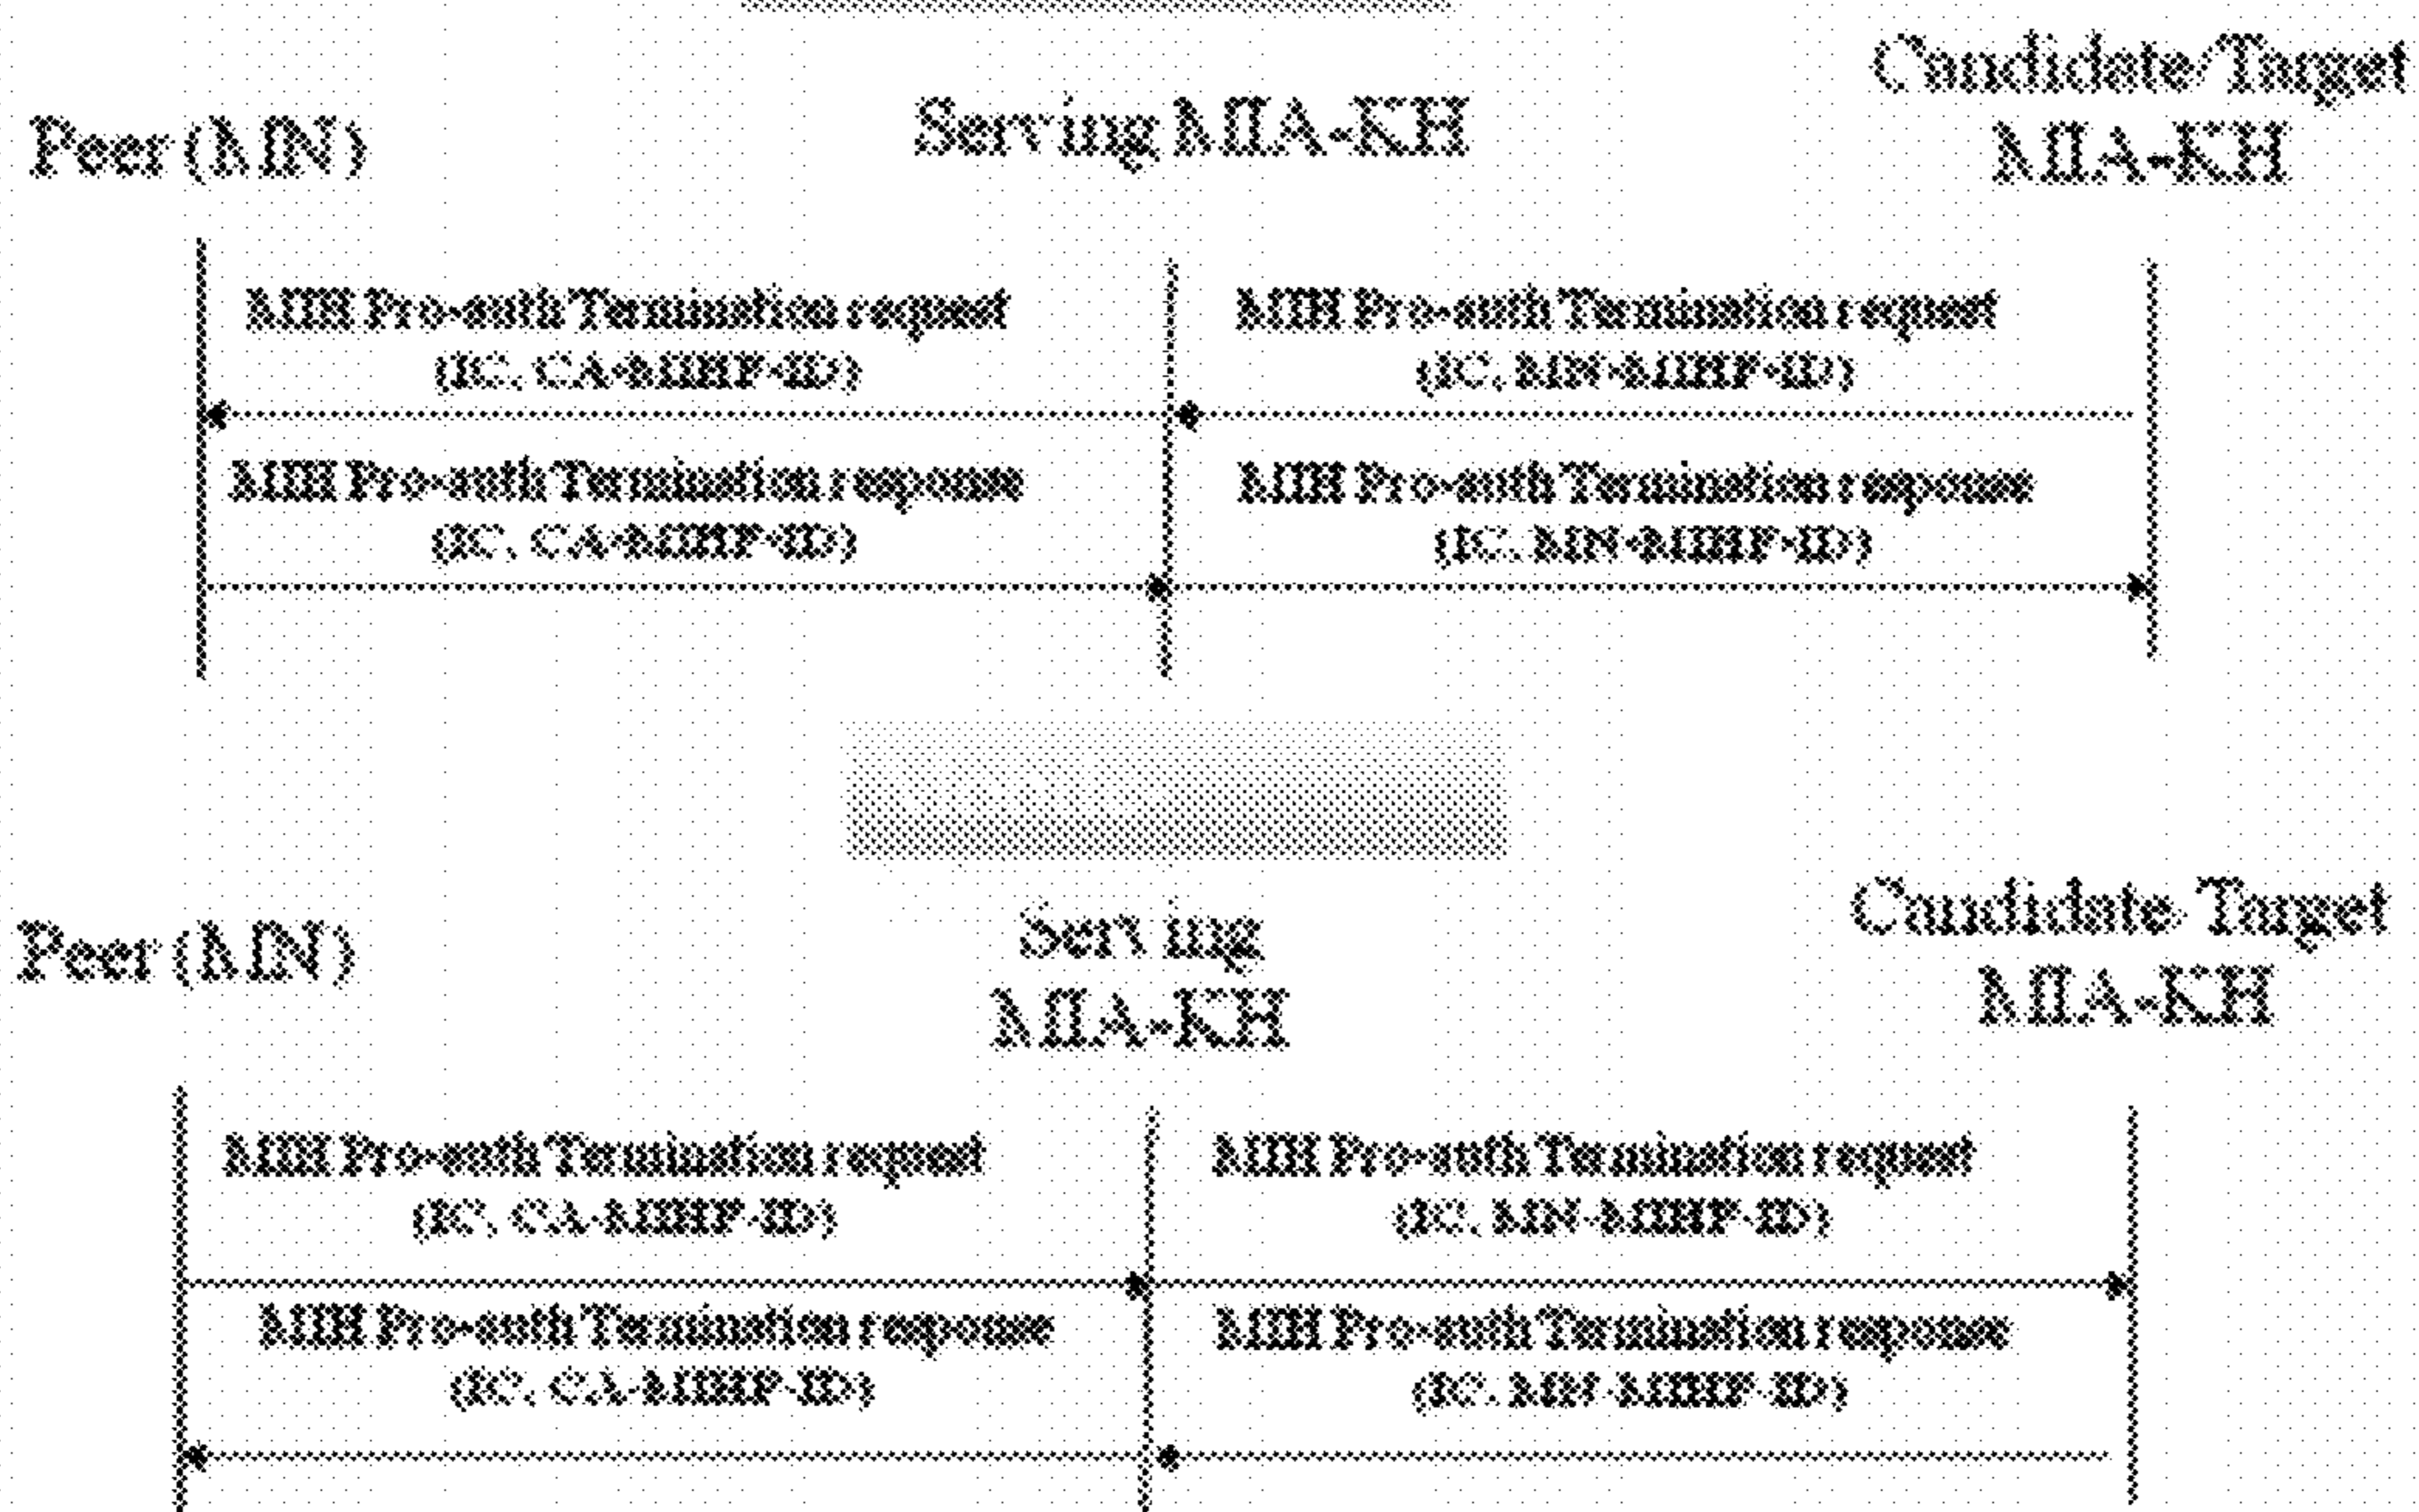 Candidate/Target
Peer (MN)
Serving MIA-KH
MIA-KH
MIH Pro-auth Termination request
(IC, CA-MIHF-ID)
MIH Pro-auth Termination request
(IC, MN-MIHF-ID)
MIH Pro-auth Termination response
(IC, CA-MIHF-ID)
MIH Pro-auth Termination response
(IC, MN-MIHF-ID)
Peer (MN)
Serving
MIA-KH
Candidate/Target
MIA-KH
MIH Pro-auth Termination request
(IC, CA-MIHF-ID)
MIH Pro-auth Termination request
(IC, MN-MIHF-ID)
MIH Pro-auth Termination response
(IC, CA-MIHF-ID)
MIH Pro-auth Termination response
(IC, MN-MIHF-ID)